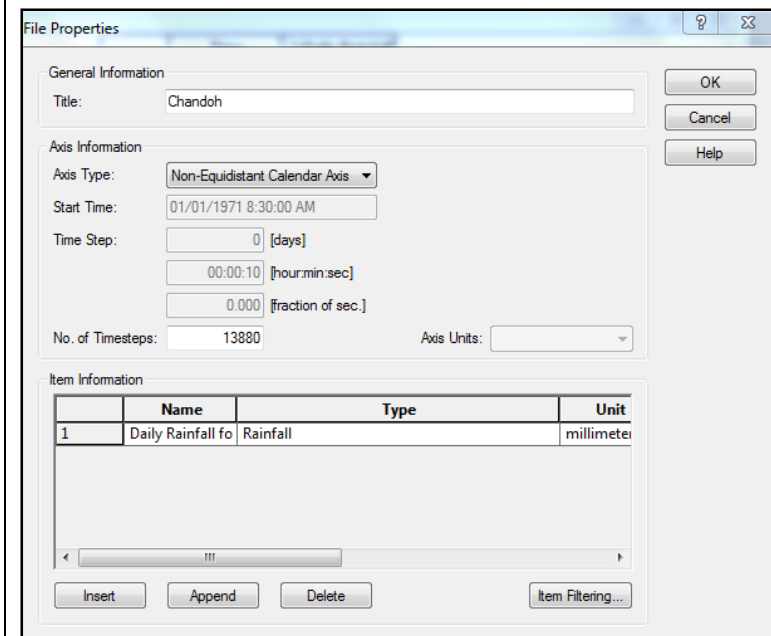 File Properties
General Information
Title: Chandoh
OK
Cancel
Help
Axis Information
Axis Type: Non-Equidistant Calendar Axis
Start Time: 01/01/1971 8:30:00 AM
Time Step: 0 [days]
00:00:10 [hour:min:sec]
0.000 [fraction of sec.]
No. of Timesteps: 13880 Axis Units:
Item Information
Name Type Unit
1 Daily Rainfall fo Rainfall millimeter
Insert Append Delete Item Filtering...